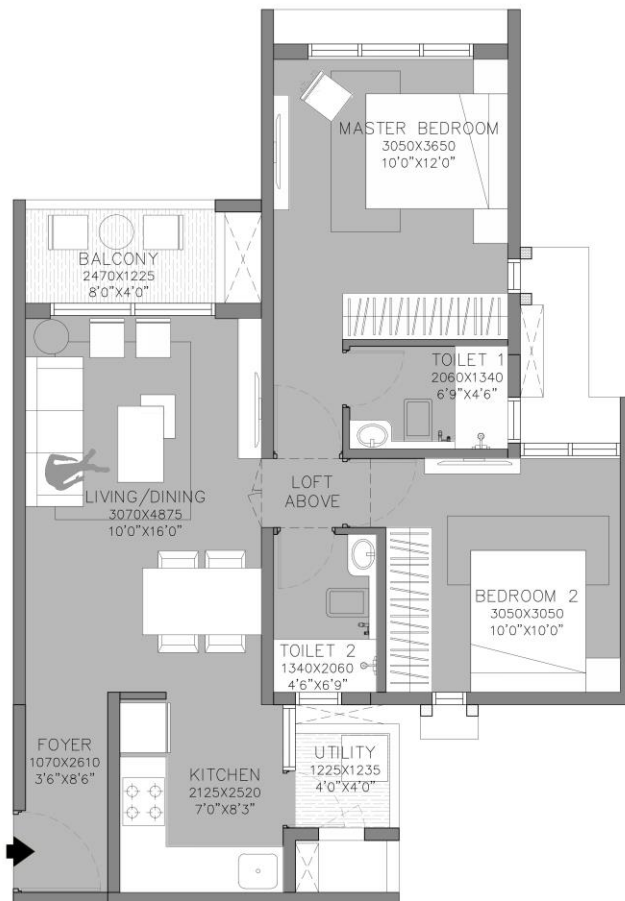 MASTER BEDROOM
3050X3650
10'0"X12'0"
BALCONY
2470X1225
8'0"X4'0"
TOILET 1
2060X1340
6'9"X4'6"
LOFT
ABOVE
LIVING/DINING
3070X4875
10'0"X16'0"
BEDROOM 2
3050X3050
10'0"X10'0"
TOILET 2
1340X2060
4'6"X6'9"
FOYER
1070X2610
3'6"X8'6"
KITCHEN
2125X2520
7'0"X8'3"
UTILITY
1225X1235
4'0"X4'0"